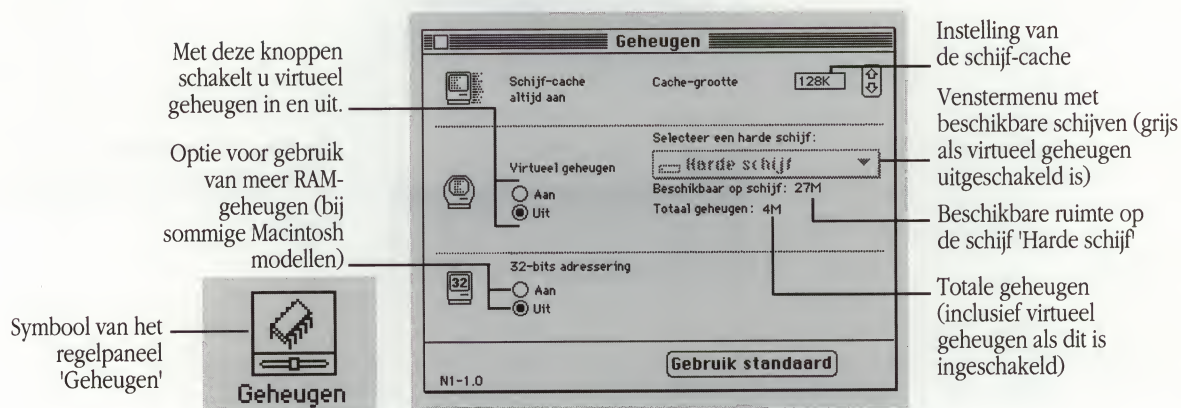 Met deze knoppen
schakelt u virtueel
geheugen in en uit.
Optie voor gebruik
van meer RAM-
geheugen (bij
sommige Macintosh
modellen)
Symbool van het
regelpaneel
'Geheugen'
Geheugen
Geheugen
Schijf-cache
altijd aan
Cache-grootte
128K
Selecteer een harde schijf:
Harde schijf
Virtueel geheugen
Aan
Uit
Beschikbaar op schijf: 27M
Totaal geheugen: 4M
32
32-bits adressering
Aan
Uit
Gebruik standaard
N1-1.0
Instelling van
de schijf-cache
Venstermenu met
beschikbare schijven (grijs
als virtueel geheugen
uitgeschakeld is)
Beschikbare ruimte op
de schijf 'Harde schijf'
Totale geheugen
(inclusief virtueel
geheugen als dit is
ingeschakeld)